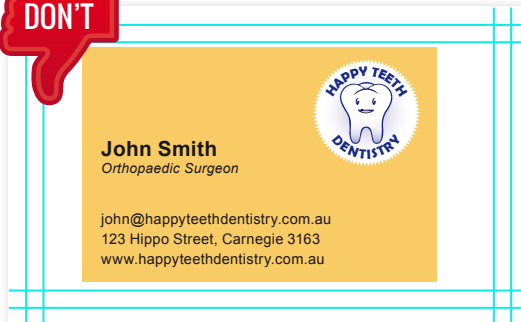 DON'T
HAPPY TEETH
DENTISTRY
John Smith
Orthopaedic Surgeon
john@happyteethdentistry.com.au
123 Hippo Street, Carnegie 3163
www.happyteethdentistry.com.au